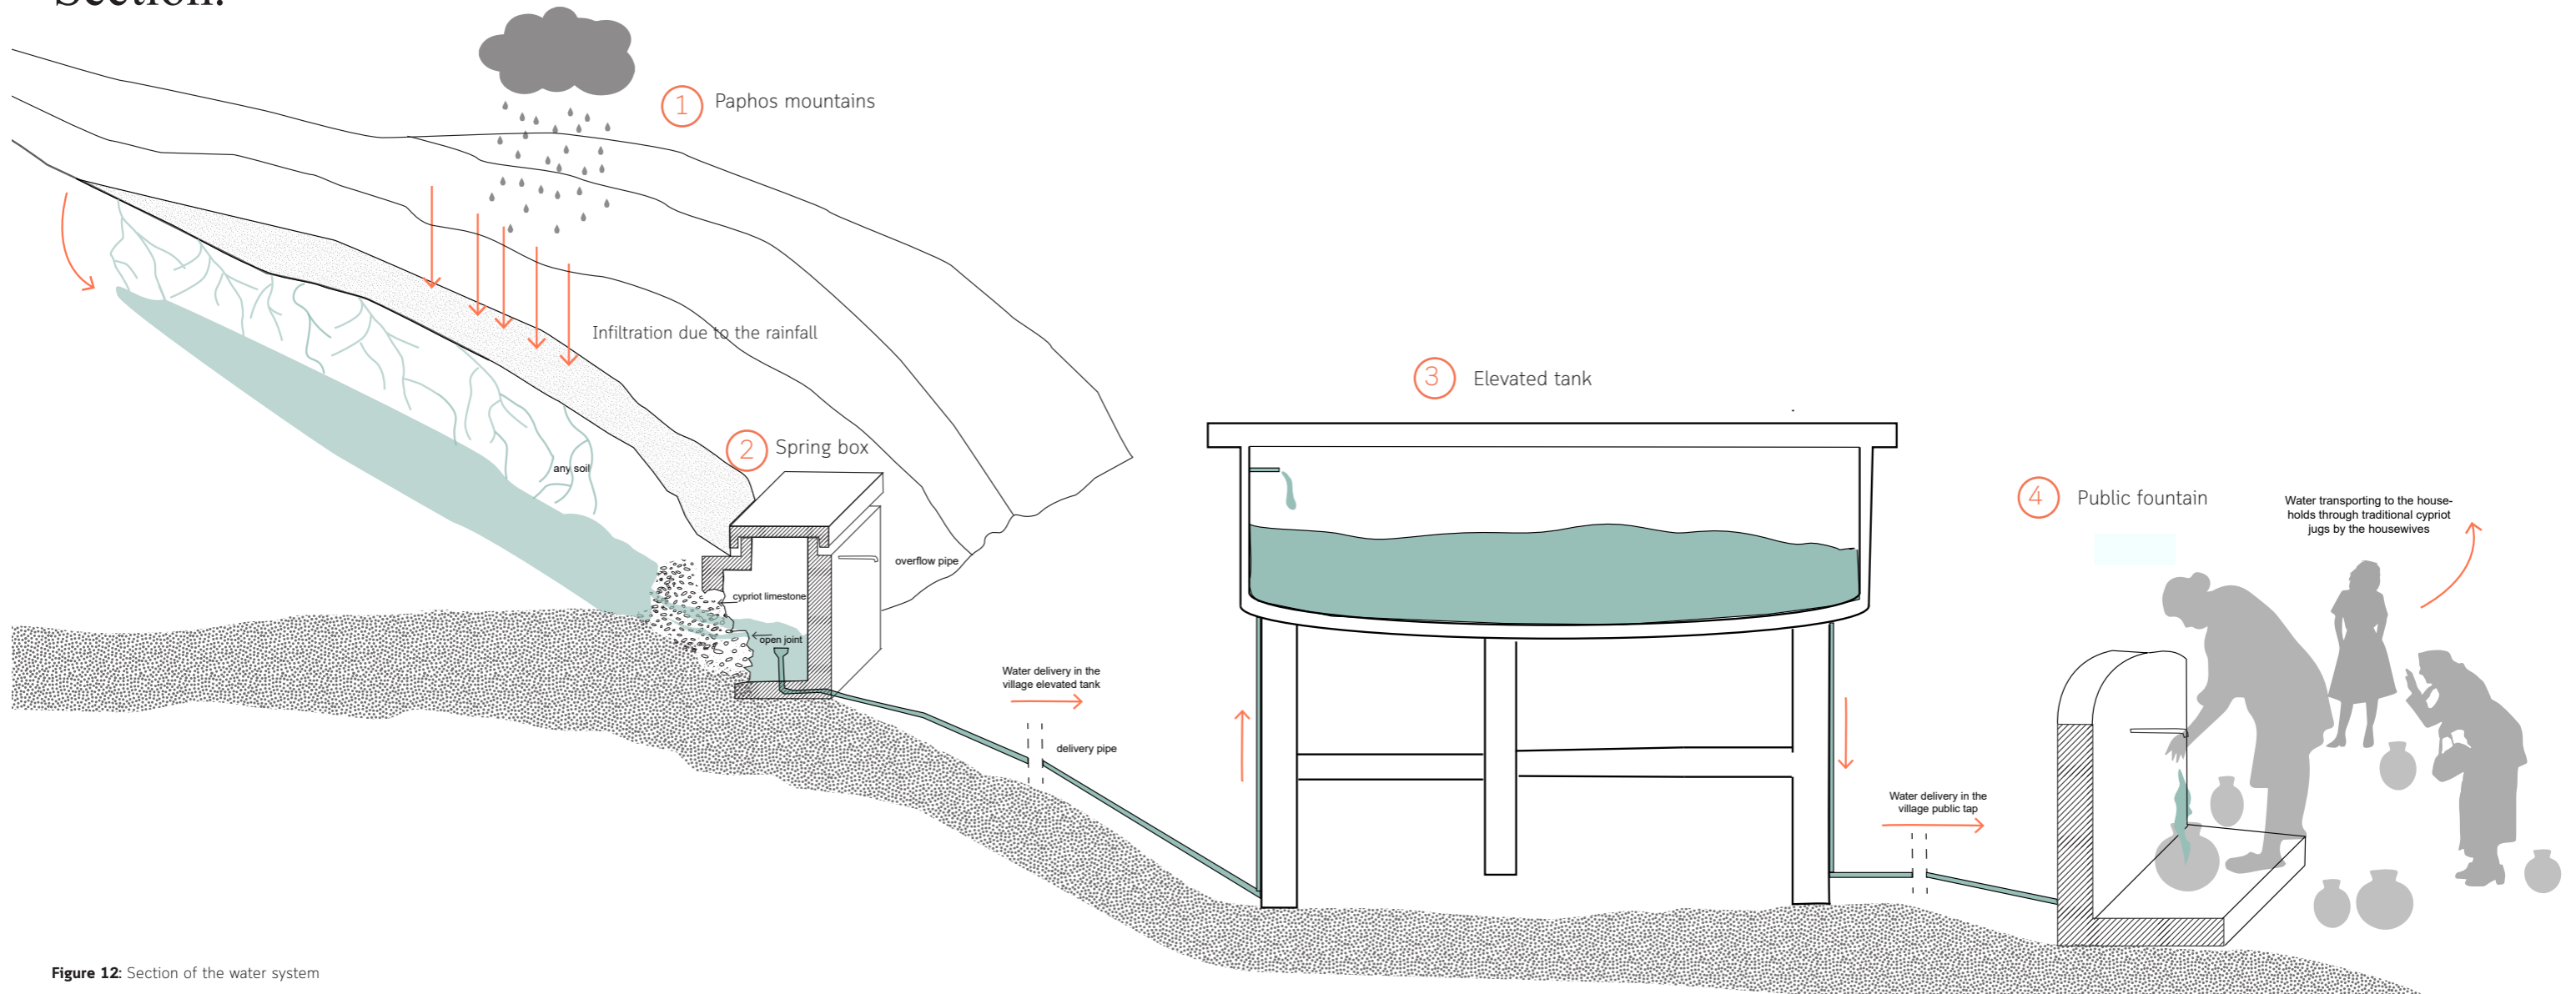 Section.
1 Paphos mountains
Infiltration due to the rainfall
2 Spring box
any soil
overflow pipe
cypriot limestone
open joint
Water delivery in the
village elevated tank
delivery pipe
3 Elevated tank
Water delivery in the
village public tap
4 Public fountain
Water transporting to the house-
holds through traditional cypriot
jugs by the housewives
Figure 12: Section of the water system